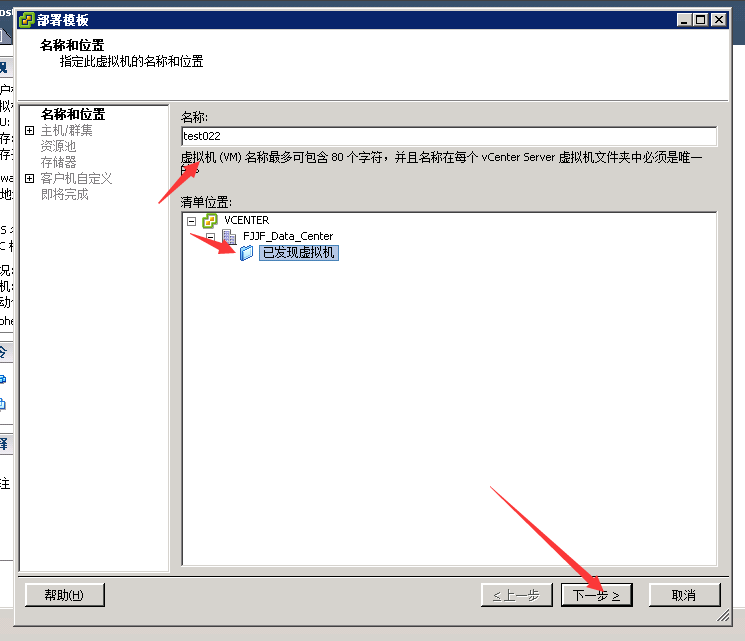 部署模板
名称和位置
指定此虚拟机的名称和位置
名称和位置
主机/群集
资源池
存储器
客户机自定义
即将完成
名称:
test022
虚拟机 (VM) 名称最多可包含 80 个字符，并且名称在每个 vCenter Server 虚拟机文件夹中必须是唯一
的。
清单位置:
VCENTER
FJJF_Data_Center
已发现虚拟机
帮助(H)
≤上一步
下一步 ≥
取消